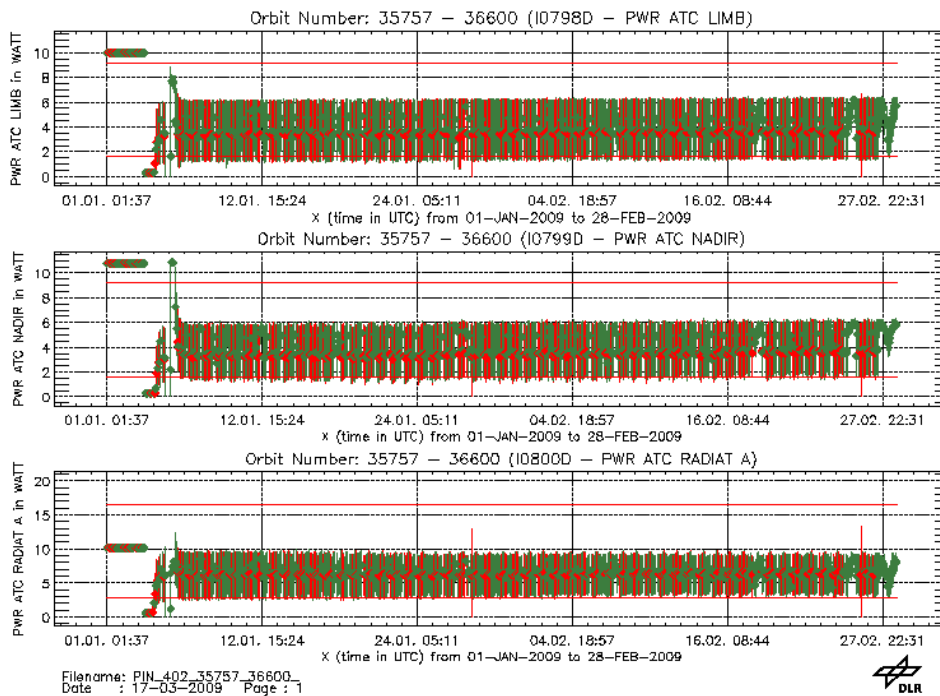 Orbit Number: 35757 – 36600 (I0798D – PWR ATC LIMB)
PWR ATC LIMB in WATT
10
8
6
4
2
0
01.01. 01:37 12.01. 15:24 24.01. 05:11 04.02. 18:57 16.02. 08:44 27.02. 22:31
X (time in UTC) from 01-JAN-2009 to 28-FEB-2009
Orbit Number: 35757 – 36600 (I0799D – PWR ATC NADIR)
PWR ATC NADIR in WATT
10
8
6
4
2
0
01.01. 01:37 12.01. 15:24 24.01. 05:11 04.02. 18:57 16.02. 08:44 27.02. 22:31
X (time in UTC) from 01-JAN-2009 to 28-FEB-2009
Orbit Number: 35757 – 36600 (I0800D – PWR ATC RADIAT A)
PWR ATC RADIAT A in WATT
20
15
10
5
0
01.01. 01:37 12.01. 15:24 24.01. 05:11 04.02. 18:57 16.02. 08:44 27.02. 22:31
X (time in UTC) from 01-JAN-2009 to 28-FEB-2009
Filename: PIN_402_35757_36600_
Date : 17-03-2009 Page : 1
DLR